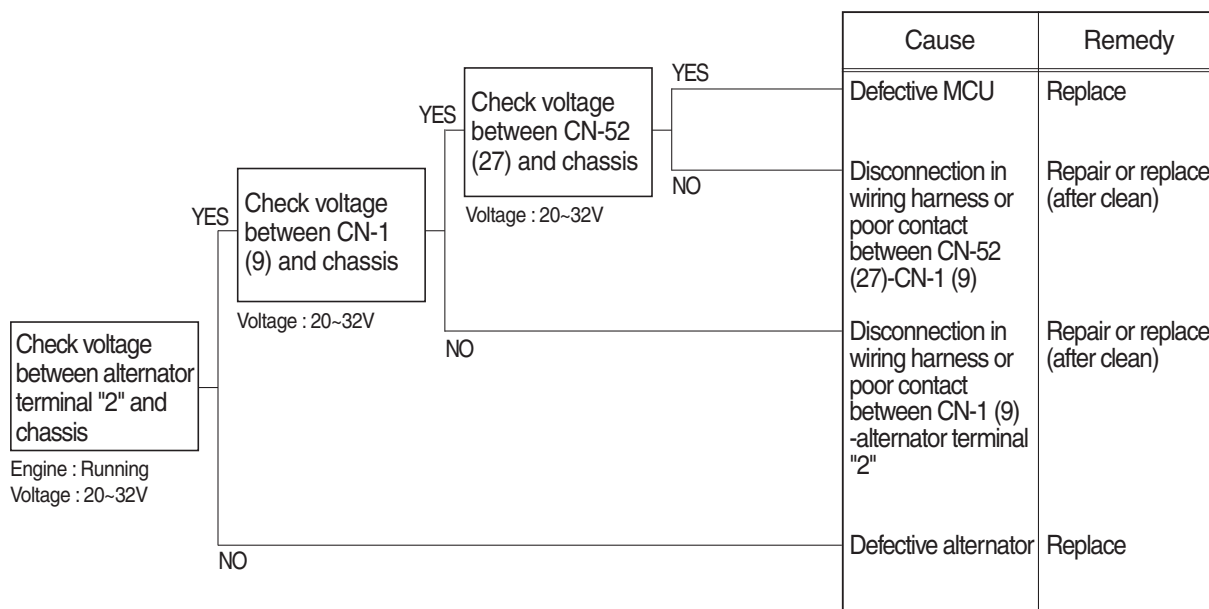 Check voltage
between alternator
terminal "2" and
chassis
Engine : Running
Voltage : 20~32V
YES
NO
Check voltage
between CN-1
(9) and chassis
Voltage : 20~32V
YES
NO
Check voltage
between CN-52
(27) and chassis
Voltage : 20~32V
YES
NO
Cause
Remedy
Defective MCU
Replace
Disconnection in
wiring harness or
poor contact
between CN-52
(27)-CN-1 (9)
Repair or replace
(after clean)
Disconnection in
wiring harness or
poor contact
between CN-1 (9)
-alternator terminal
"2"
Repair or replace
(after clean)
Defective alternator
Replace